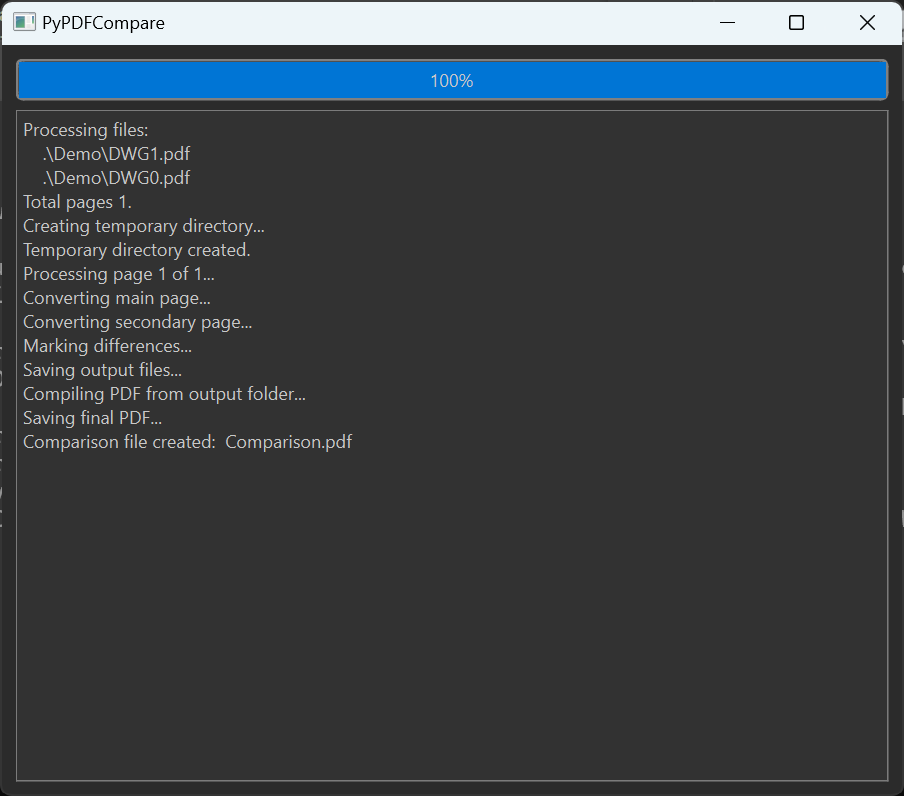 PyPDFCompare
100%
Processing files:
.\Demo\DWG1.pdf
.\Demo\DWG0.pdf
Total pages 1.
Creating temporary directory...
Temporary directory created.
Processing page 1 of 1...
Converting main page...
Converting secondary page...
Marking differences...
Saving output files...
Compiling PDF from output folder...
Saving final PDF...
Comparison file created:  Comparison.pdf